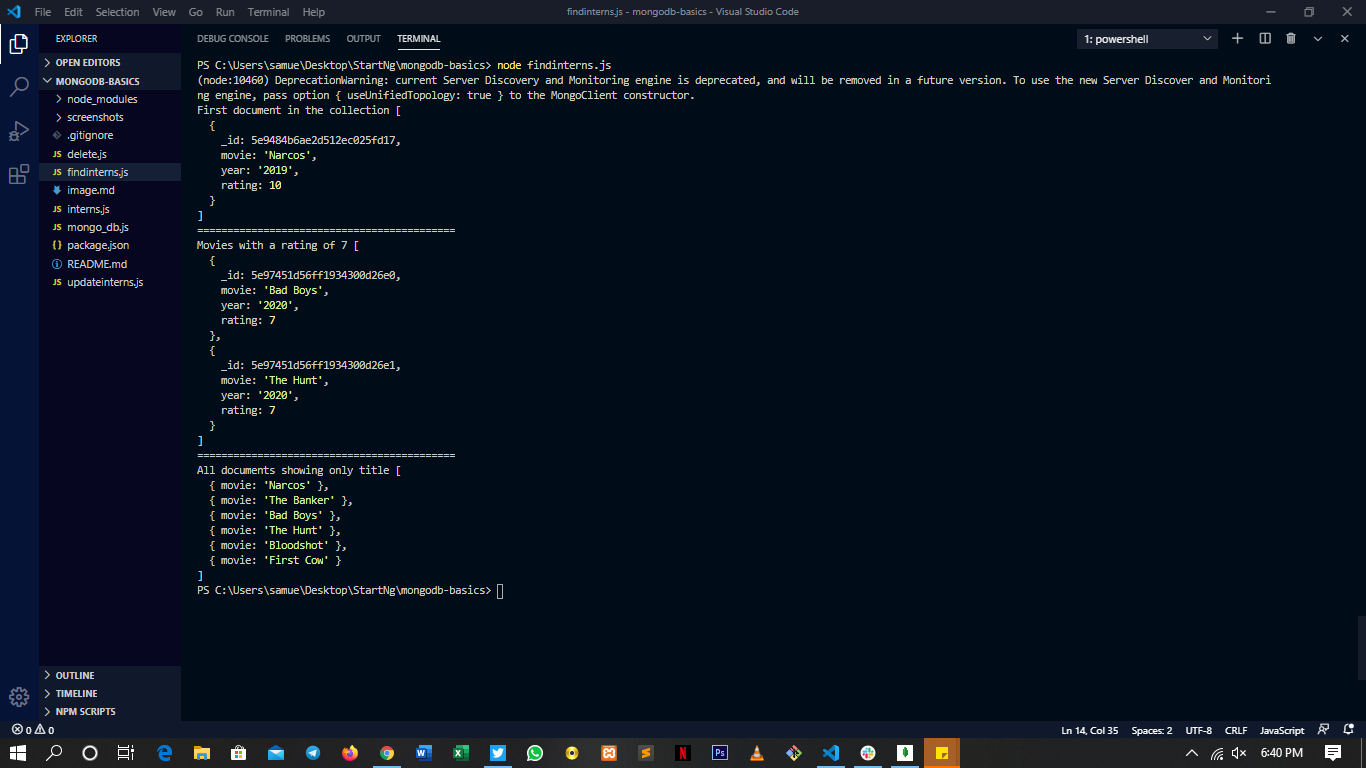 File Edit Selection View Go Run Terminal Help
findinterns.js - mongodb-basics - Visual Studio Code
EXPLORER
OPEN EDITORS
MONGODB-BASICS
node_modules
screenshots
.gitignore
JS delete.js
JS findinterns.js
image.md
JS interns.js
JS mongo_db.js
{} package.json
README.md
JS updateinterns.js
OUTLINE
TIMELINE
NPM SCRIPTS
DEBUG CONSOLE PROBLEMS OUTPUT TERMINAL
1: powershell
PS C:\Users\samue\Desktop\StartNg\mongodb-basics> node findinterns.js
(node:10460) DeprecationWarning: current Server Discovery and Monitoring engine is deprecated, and will be removed in a future version. To use the new Server Discover and Monitori
ng engine, pass option { useUnifiedTopology: true } to the MongoClient constructor.
First document in the collection [
  {
    _id: 5e9484b6ae2d512ec025fd17,
    movie: 'Narcos',
    year: '2019',
    rating: 10
  }
]
===========================================
Movies with a rating of 7 [
  {
    _id: 5e97451d56ff1934300d26e0,
    movie: 'Bad Boys',
    year: '2020',
    rating: 7
  },
  {
    _id: 5e97451d56ff1934300d26e1,
    movie: 'The Hunt',
    year: '2020',
    rating: 7
  }
]
===========================================
All documents showing only title [
  { movie: 'Narcos' },
  { movie: 'The Banker' },
  { movie: 'Bad Boys' },
  { movie: 'The Hunt' },
  { movie: 'Bloodshot' },
  { movie: 'First Cow' }
]
PS C:\Users\samue\Desktop\StartNg\mongodb-basics>
0 0
Ln 14, Col 35 Spaces: 2 UTF-8 CRLF JavaScript
6:40 PM